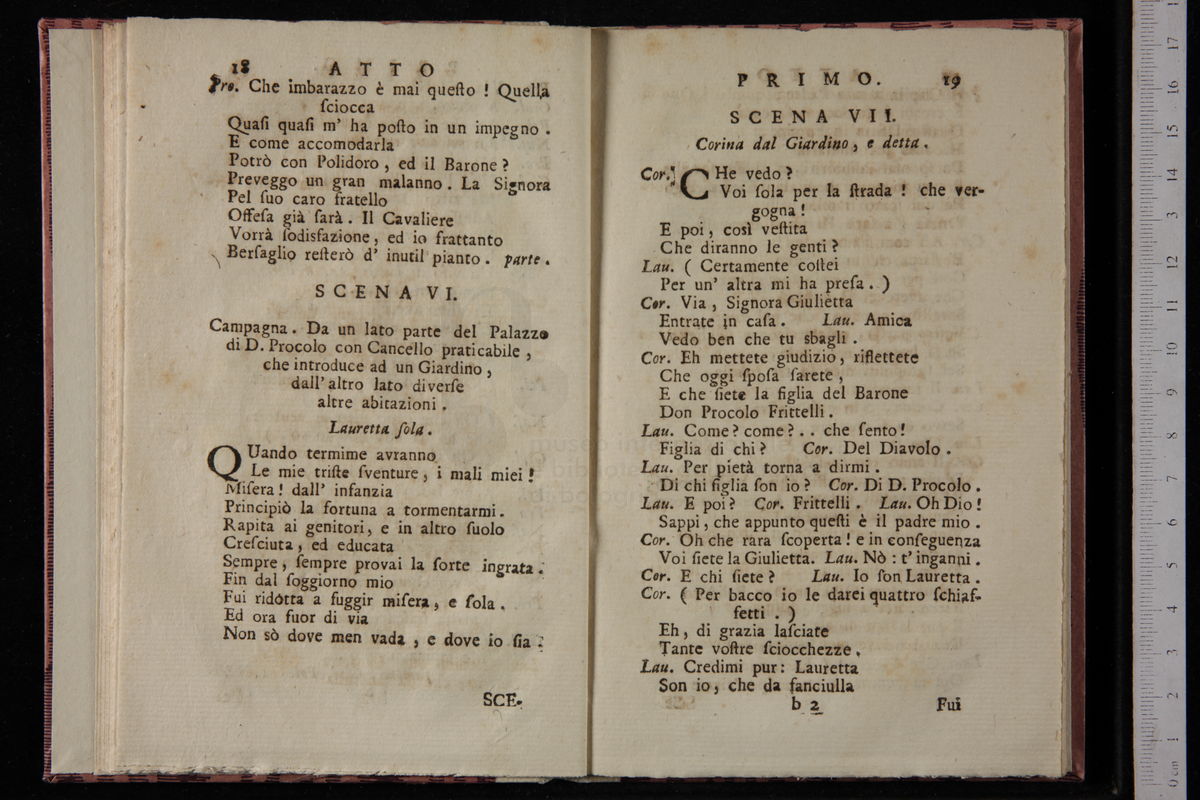 18 ATTO
Pro. Che imbarazzo è mai queſto ! Quella
ſciocca
Quaſi quaſi m' ha poſto in un impegno .
E come accomodarla
Potrò con Polidoro , ed il Barone ?
Preveggo un gran malanno . La Signora
Pel ſuo caro fratello
Offeſa già ſarà . Il Cavaliere
Vorrà ſodisfazione , ed io frattanto
Berſaglio reſterò d' inutil pianto . parte .
SCENA VI.
Campagna . Da un lato parte del Palazzo
di D. Procolo con Cancello praticabile ,
che introduce ad un Giardino ,
dall' altro lato diverſe
altre abitazioni .
Lauretta ſola .
QUando termime avranno
Le mie triſte ſventure , i mali miei !
Miſera ! dall' infanzia
Principiò la fortuna a tormentarmi .
Rapita ai genitori , e in altro ſuolo
Creſciuta , ed educata
Sempre , ſempre provai la ſorte ingrata .
Fin dal ſoggiorno mio
Fui ridotta a fuggir miſera , e ſola .
Ed ora fuor di via
Non sò dove men vada , e dove io ſia :
SCE-
PRIMO. 19
SCENA VII.
Corina dal Giardino , e detta .
Cor. CHe vedo ?
Voi ſola per la ſtrada ! che ver-
gogna !
E poi , così veſtita
Che diranno le genti ?
Lau. ( Certamente coſtei
Per un' altra mi ha preſa . )
Cor. Via , Signora Giulietta
Entrate in caſa . Lau. Amica
Vedo ben che tu sbagli .
Cor. Eh mettete giudizio , riflettete
Che oggi ſpoſa ſarete ,
E che ſiete la figlia del Barone
Don Procolo Frittelli .
Lau. Come ? come ? . . che ſento !
Figlia di chi ? Cor. Del Diavolo .
Lau. Per pietà torna a dirmi .
Di chi figlia ſon io ? Cor. Di D. Procolo .
Lau. E poi ? Cor. Frittelli . Lau. Oh Dio !
Sappi , che appunto queſti è il padre mio .
Cor. Oh che rara ſcoperta ! e in conſeguenza
Voi ſiete la Giulietta . Lau. Nò : t' inganni .
Cor. E chi ſiete ? Lau. Io ſon Lauretta .
Cor. ( Per bacco io le darei quattro ſchiaf-
fetti . )
Eh , di grazia laſciate
Tante voſtre ſciocchezze .
Lau. Credimi pur : Lauretta
Son io , che da fanciulla
b 2 Fui